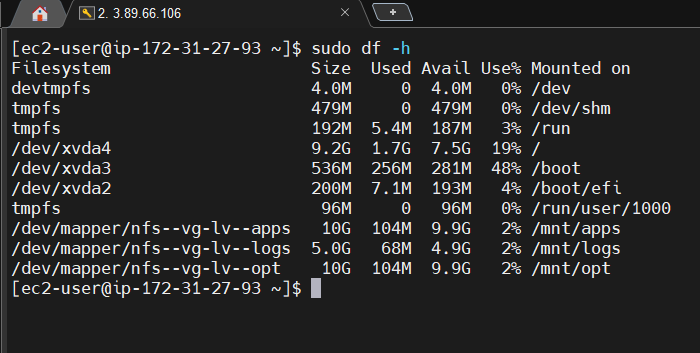 2. 3.89.66.106
[ec2-user@ip-172-31-27-93 ~]$ sudo df -h
Filesystem                     Size  Used Avail Use% Mounted on
devtmpfs                       4.0M     0  4.0M   0% /dev
tmpfs                          479M     0  479M   0% /dev/shm
tmpfs                          192M  5.4M  187M   3% /run
/dev/xvda4                     9.2G  1.7G  7.5G  19% /
/dev/xvda3                     536M  256M  281M  48% /boot
/dev/xvda2                     200M  7.1M  193M   4% /boot/efi
tmpfs                           96M     0   96M   0% /run/user/1000
/dev/mapper/nfs--vg-lv--apps    10G  104M  9.9G   2% /mnt/apps
/dev/mapper/nfs--vg-lv--logs   5.0G   68M  4.9G   2% /mnt/logs
/dev/mapper/nfs--vg-lv--opt     10G  104M  9.9G   2% /mnt/opt
[ec2-user@ip-172-31-27-93 ~]$